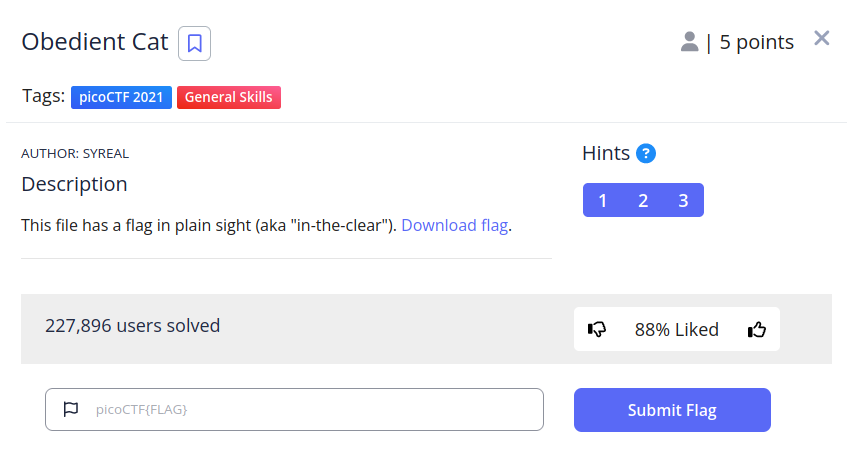 Obedient Cat
| 5 points
Tags: picoCTF 2021 General Skills
AUTHOR: SYREAL
Hints ?
Description
1 2 3
This file has a flag in plain sight (aka "in-the-clear"). Download flag.
227,896 users solved
88% Liked
picoCTF{FLAG}
Submit Flag